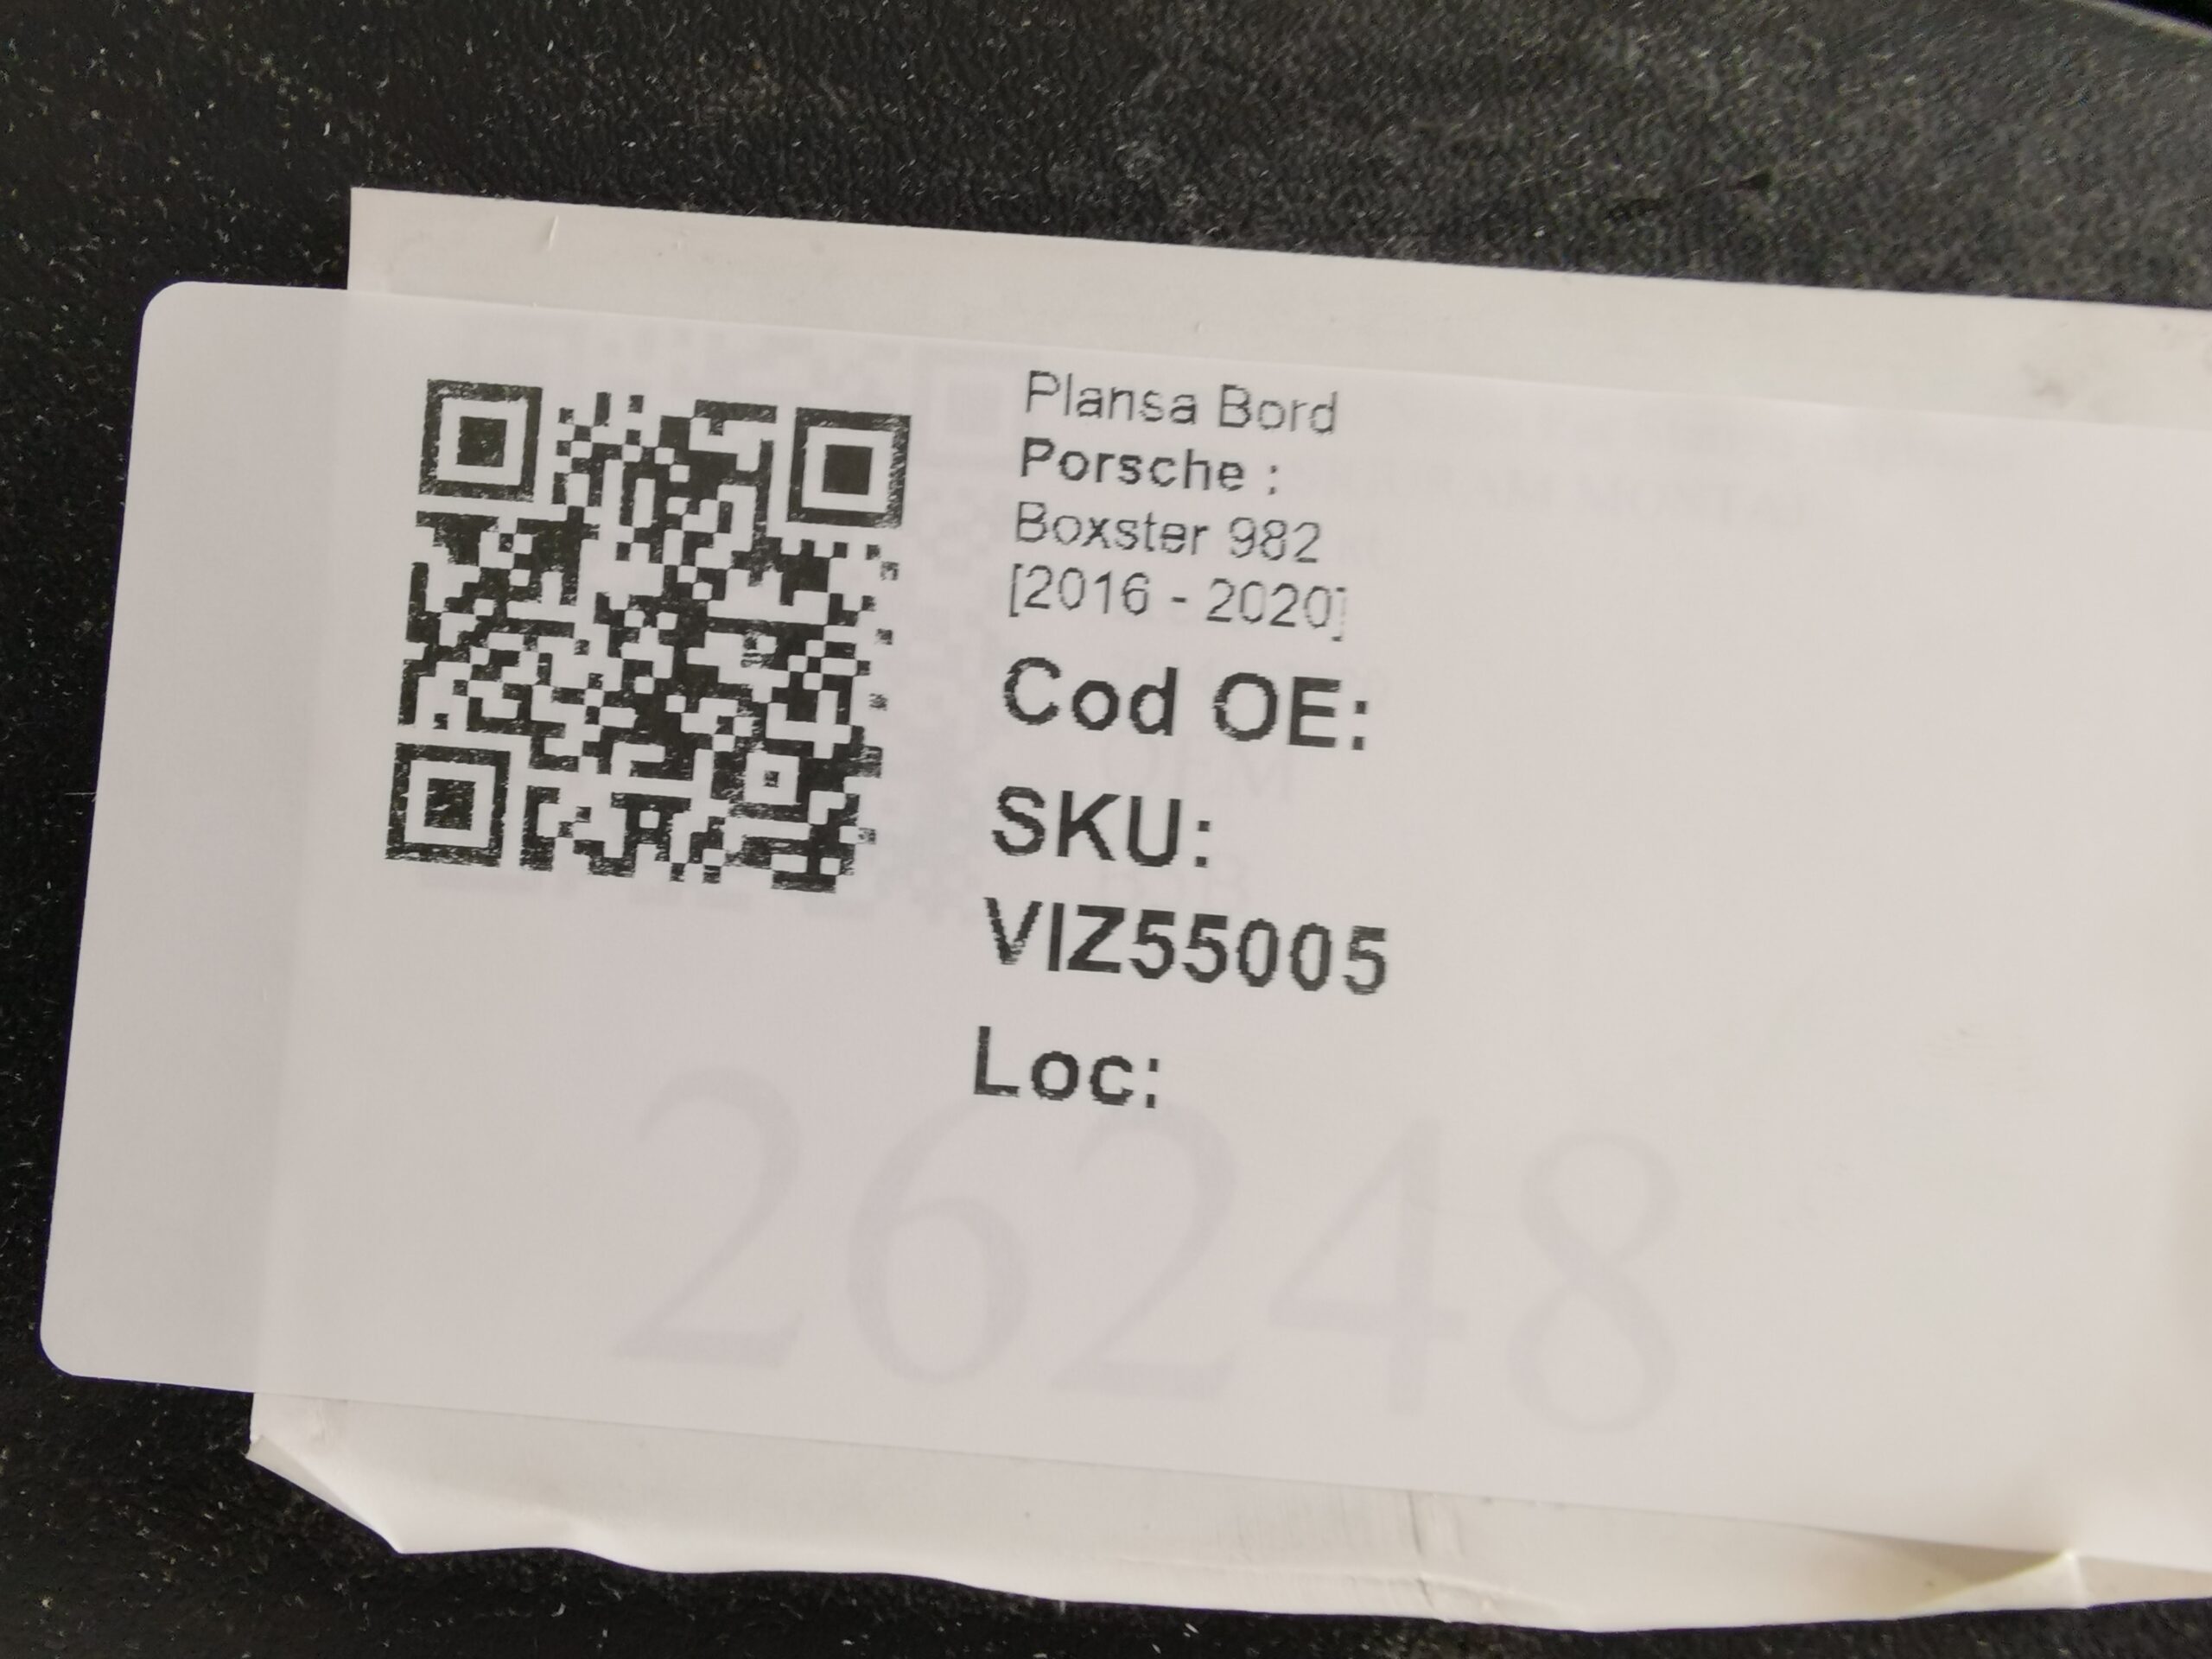 Plansa Bord
Porsche :
Boxster 982
[2016 - 2020]
Cod OE:
SKU:
VIZ55005
Loc:
26248